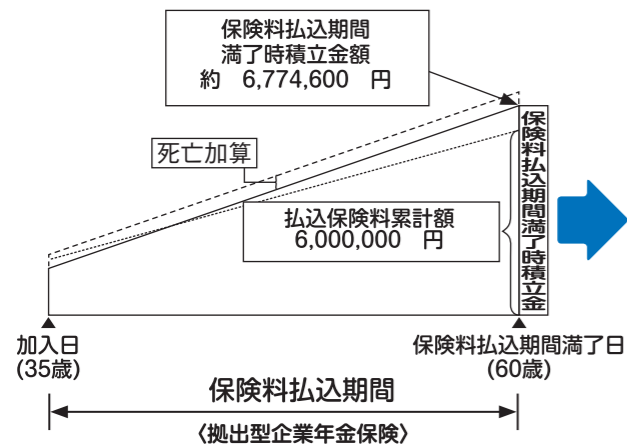 保険料払込期間
満了時積立金額
約 6,774,600 円
死亡加算
払込保険料累計額
6,000,000 円
保険料払込期間満了時積立金
加入日
(35歳)
保険料払込期間満了日
(60歳)
保険料払込期間
〈拠出型企業年金保険〉